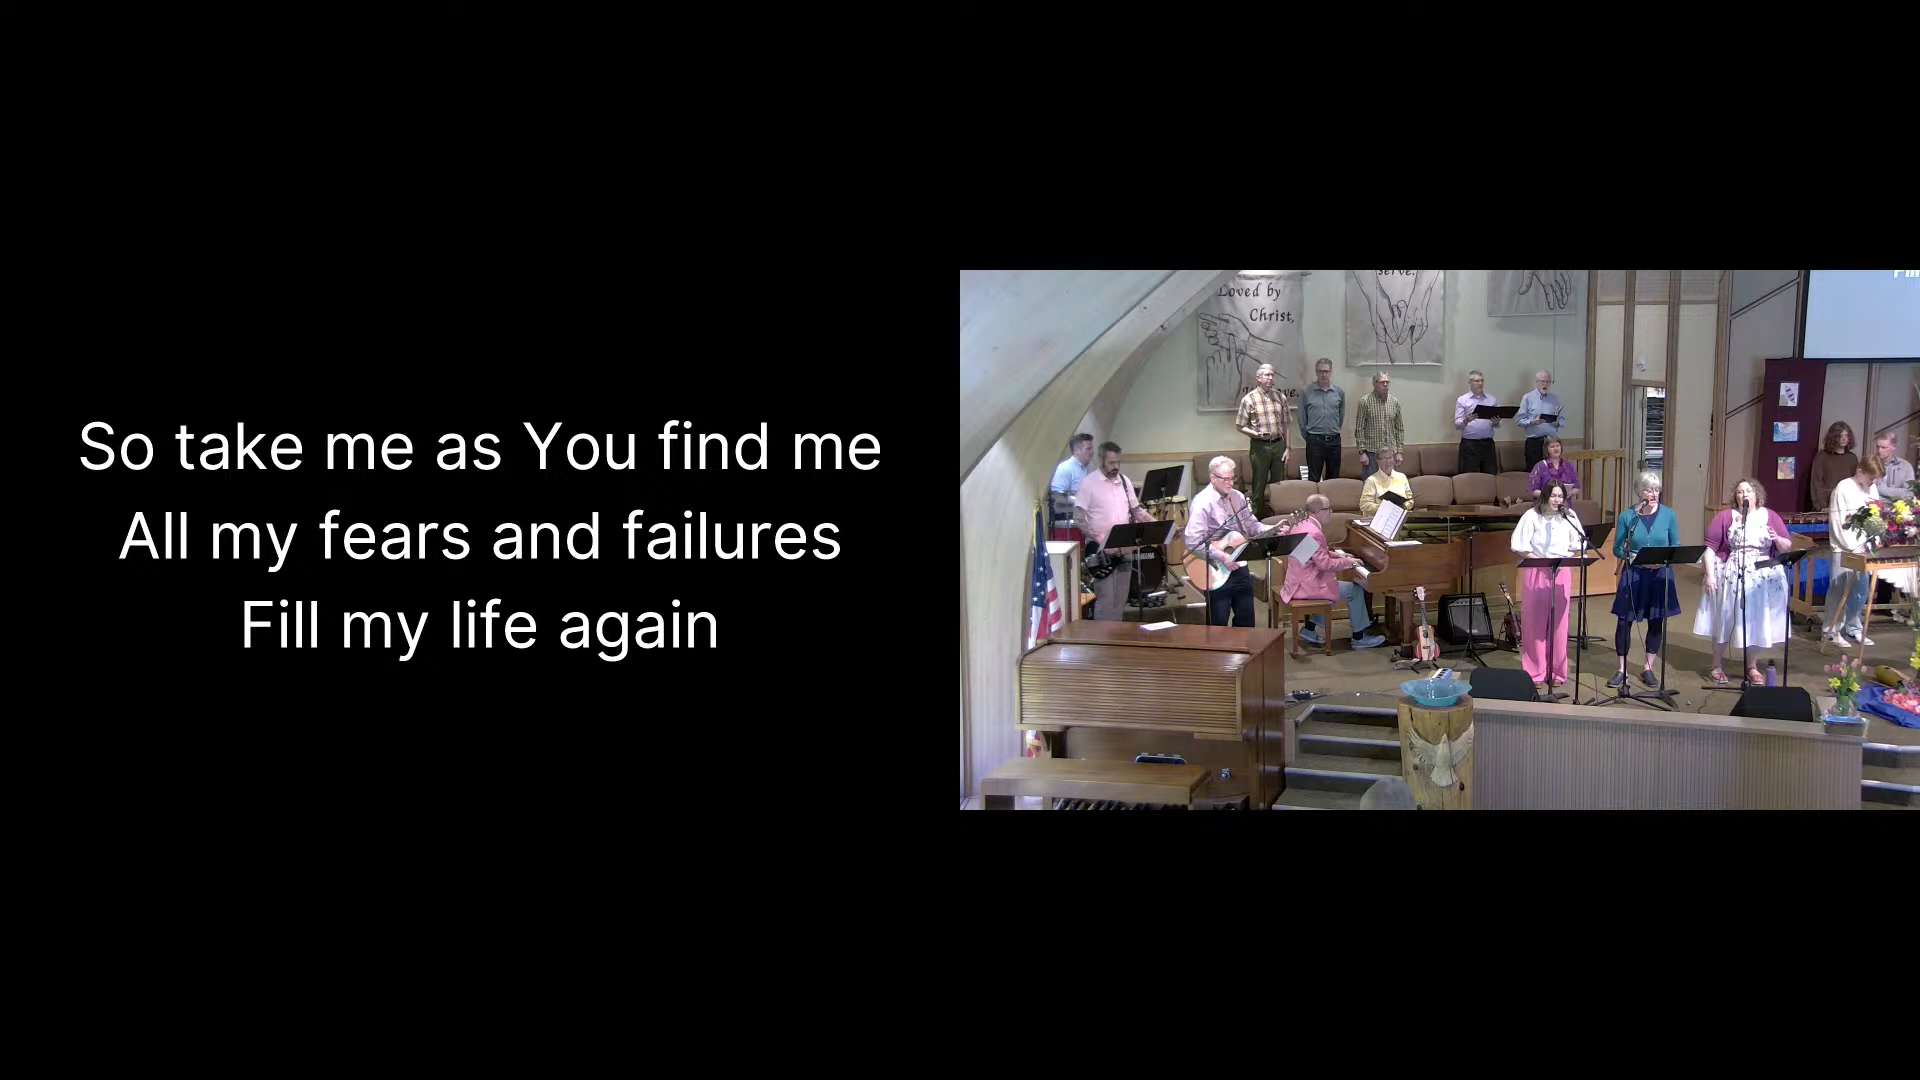 So take me as You find me
All my fears and failures
Fill my life again
serve.
Loved by
Christ,